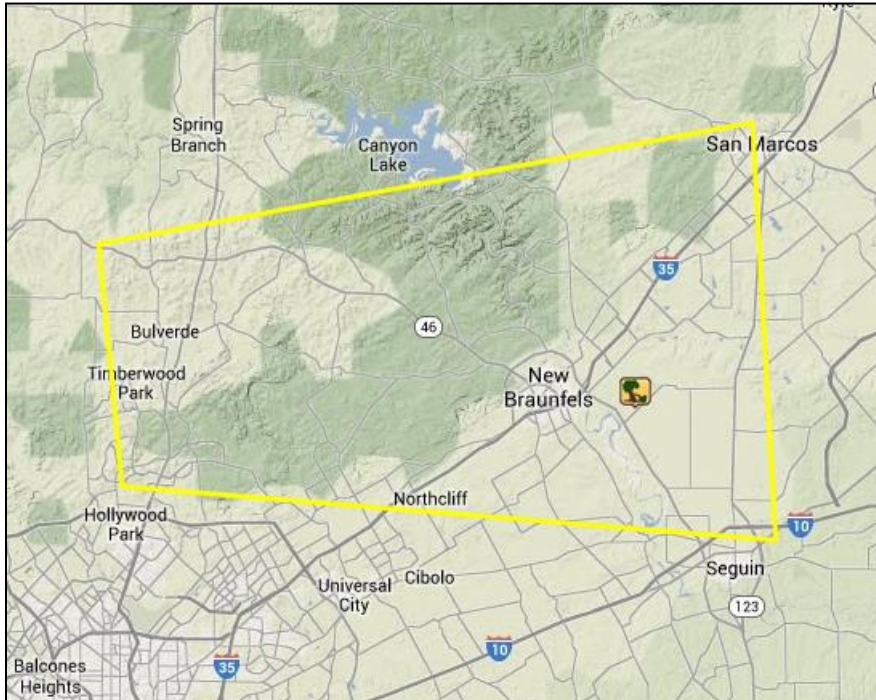 Kyle
Spring
Branch
Canyon
Lake
San Marcos
35
46
Bulverde
Timberwood
Park
New
Braunfels
Northcliff
Hollywood
Park
10
Seguin
Universal
City
Cibolo
123
10
35
Balcones
Heights